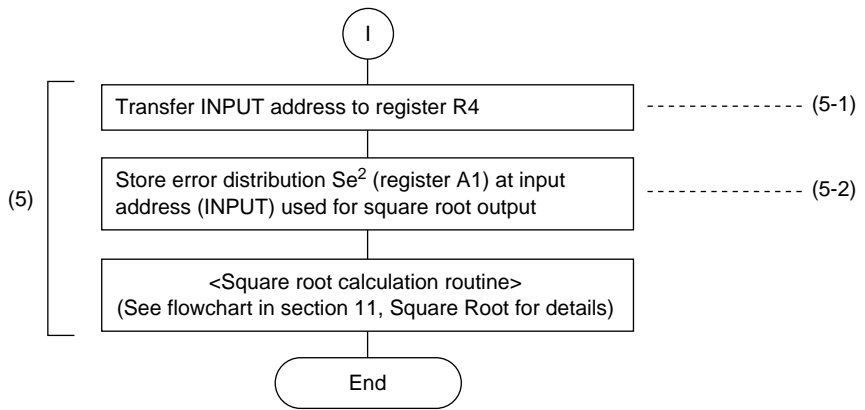 I
Transfer INPUT address to register R4
(5-1)
(5)
Store error distribution Se² (register A1) at input
address (INPUT) used for square root output
(5-2)
<Square root calculation routine>
(See flowchart in section 11, Square Root for details)
End